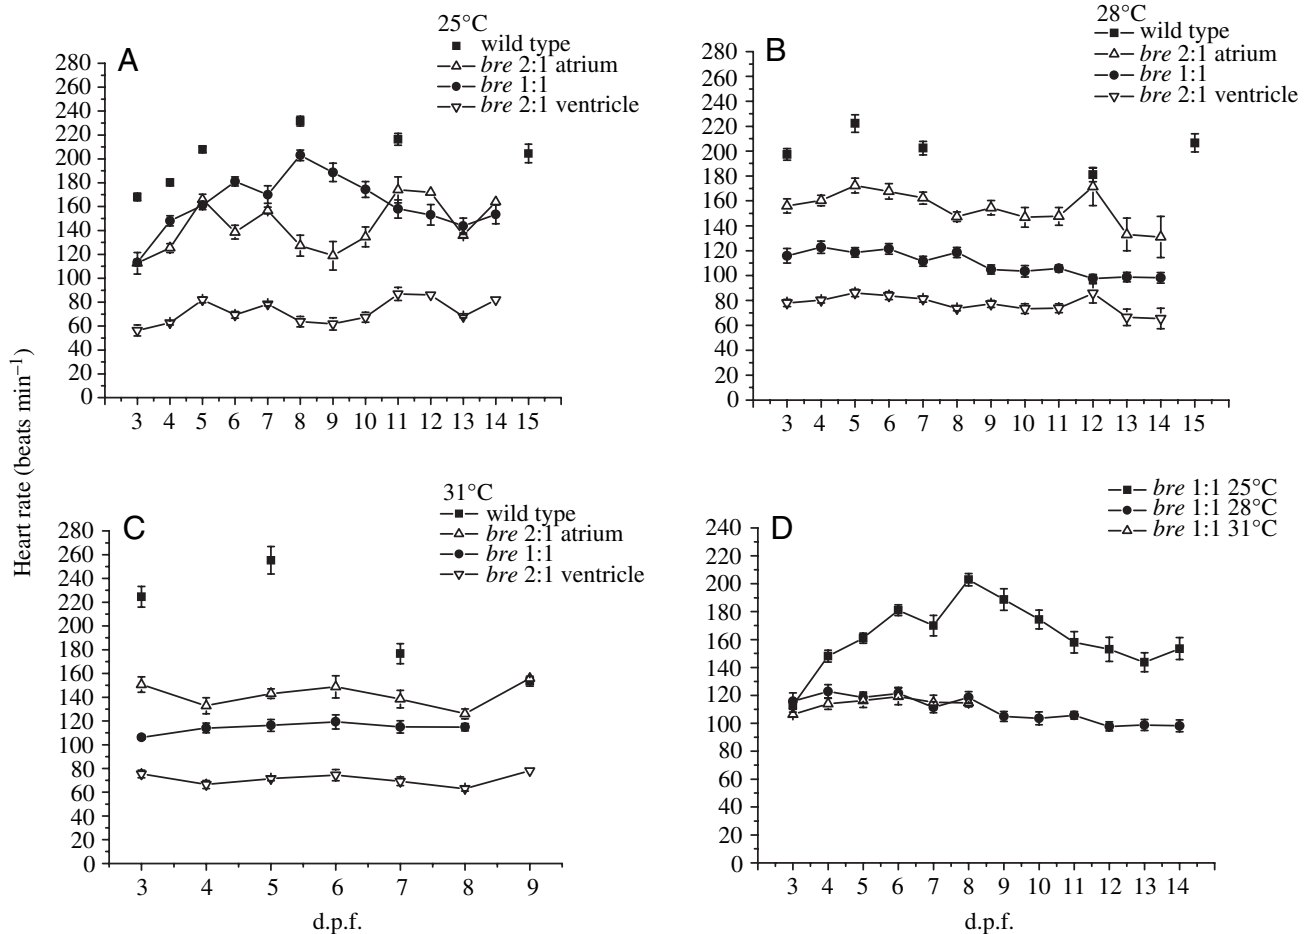 25°C
wild type
bre 2:1 atrium
bre 1:1
bre 2:1 ventricle
A
280
260
240
220
200
180
160
140
120
100
80
60
40
20
0
3 4 5 6 7 8 9 10 11 12 13 14 15
28°C
wild type
bre 2:1 atrium
bre 1:1
bre 2:1 ventricle
B
280
260
240
220
200
180
160
140
120
100
80
60
40
20
0
3 4 5 6 7 8 9 10 11 12 13 14 15
Heart rate (beats min⁻¹)
31°C
wild type
bre 2:1 atrium
bre 1:1
bre 2:1 ventricle
C
280
260
240
220
200
180
160
140
120
100
80
60
40
20
0
3 4 5 6 7 8 9
d.p.f.
bre 1:1 25°C
bre 1:1 28°C
bre 1:1 31°C
D
240
220
200
180
160
140
120
100
80
60
40
20
0
3 4 5 6 7 8 9 10 11 12 13 14
d.p.f.